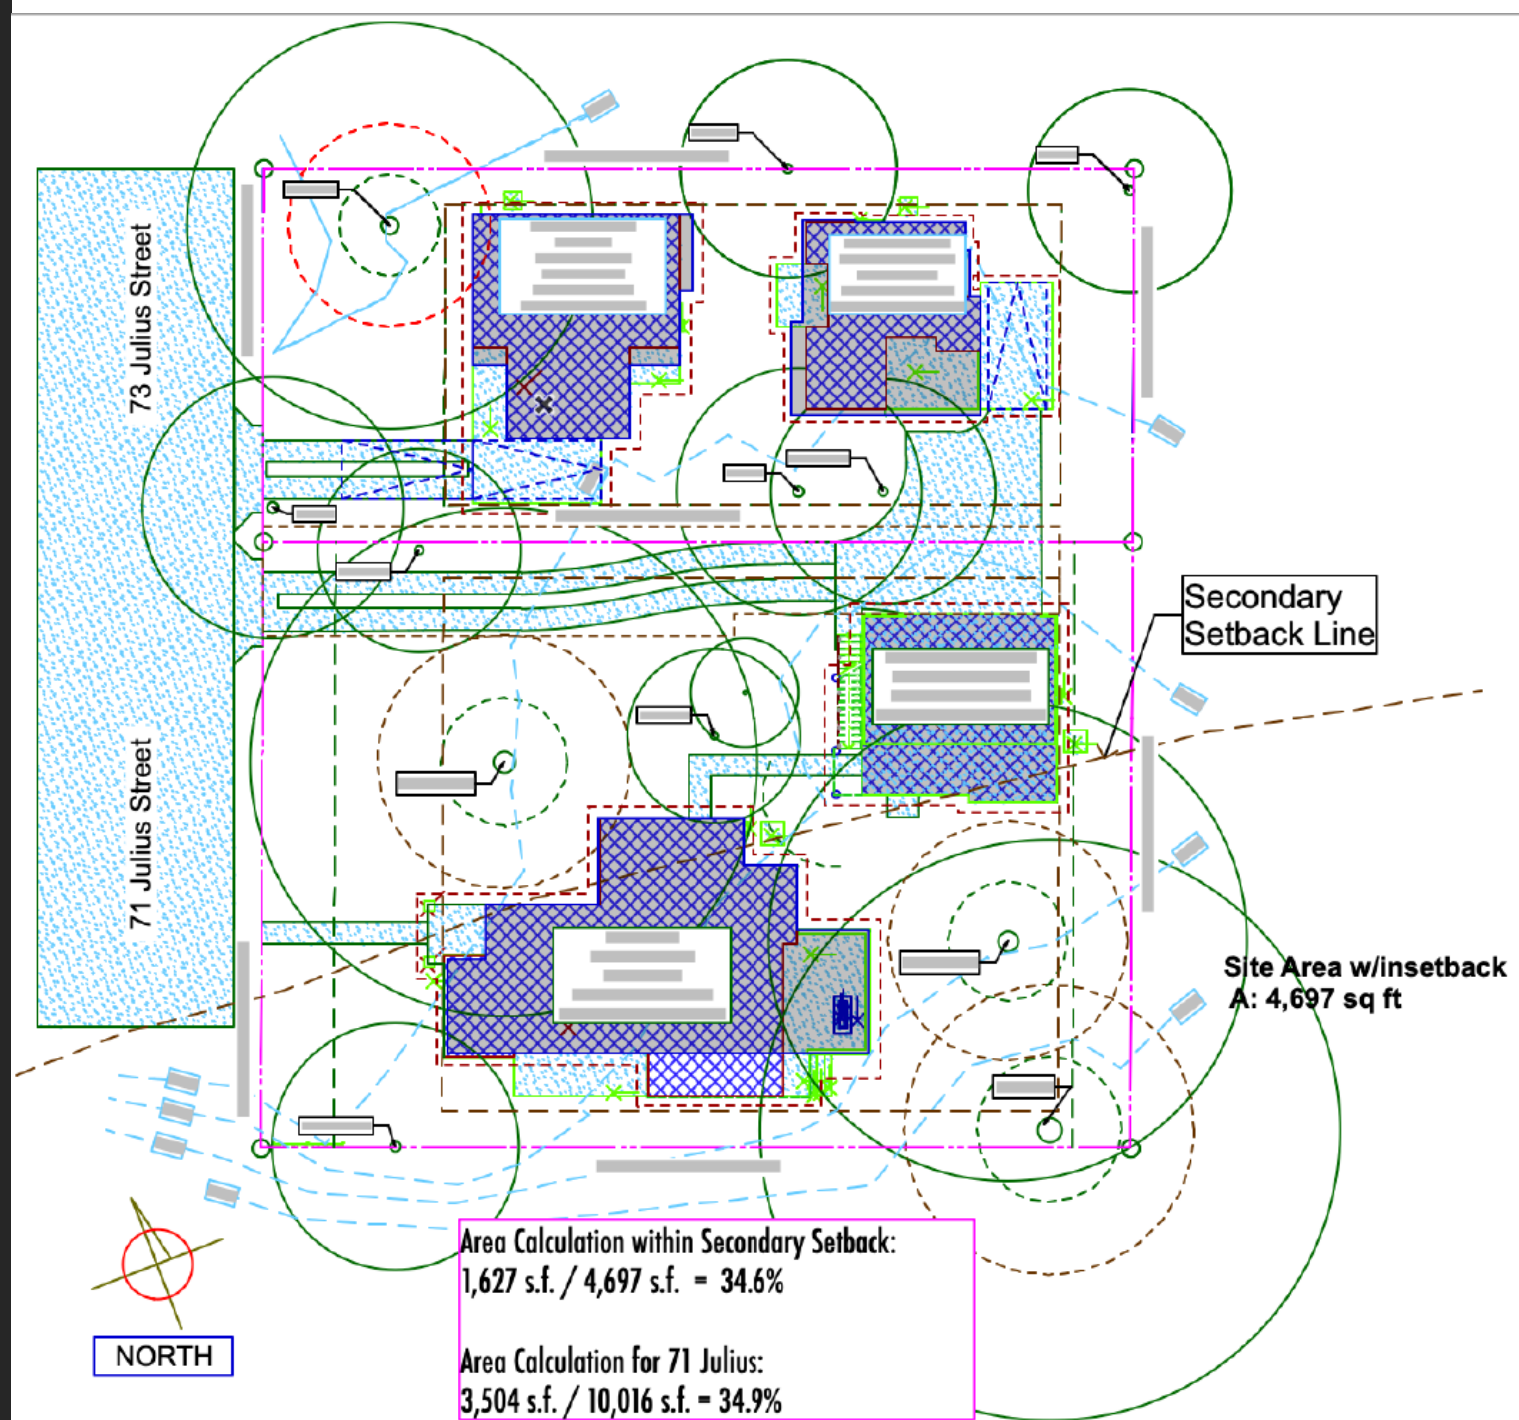 73 Julius Street
71 Julius Street
Secondary
Setback Line
Site Area w/insetback
A: 4,697 sq ft
NORTH
Area Calculation within Secondary Setback:
1,627 s.f. / 4,697 s.f. = 34.6%
Area Calculation for 71 Julius:
3,504 s.f. / 10,016 s.f. = 34.9%